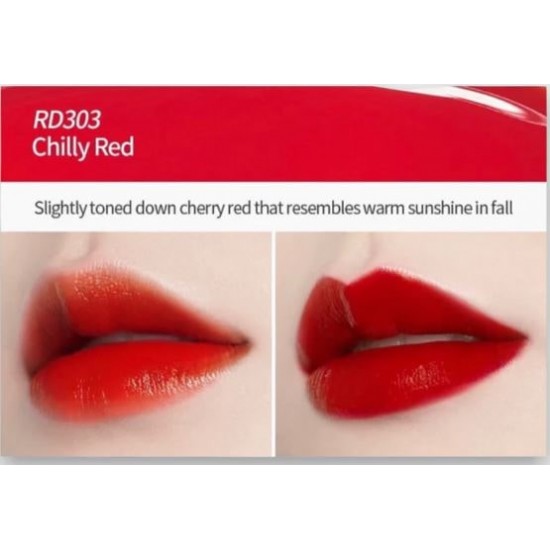 RD303
Chilly Red
Slightly toned down cherry red that resembles warm sunshine in fall